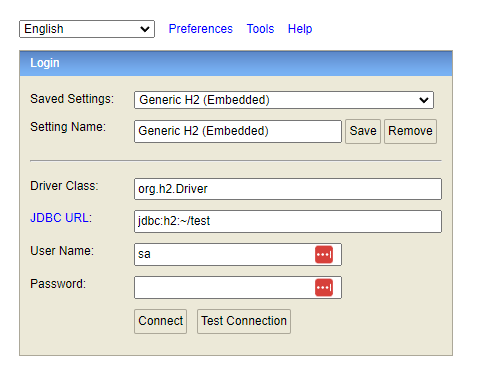 English Preferences Tools Help
Login
Saved Settings: Generic H2 (Embedded)
Setting Name: Generic H2 (Embedded) Save Remove
Driver Class: org.h2.Driver
JDBC URL: jdbc:h2:~/test
User Name: sa
Password:
Connect Test Connection